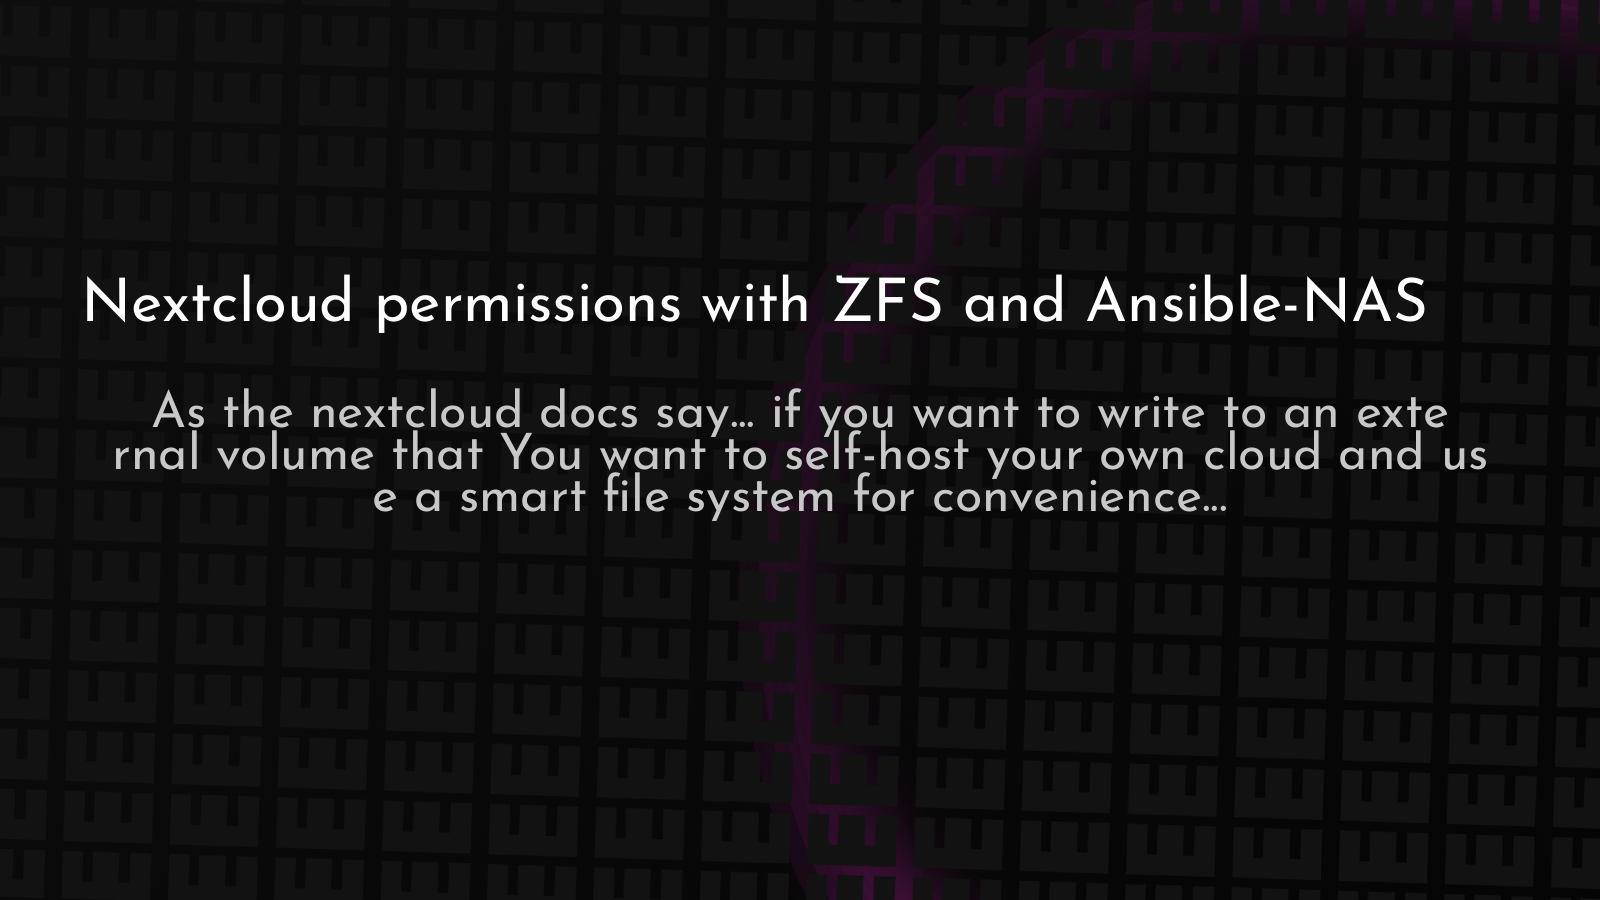 Nextcloud permissions with ZFS and Ansible-NAS
As the nextcloud docs say... if you want to write to an exte
rnal volume that You want to self-host your own cloud and us
e a smart file system for convenience...